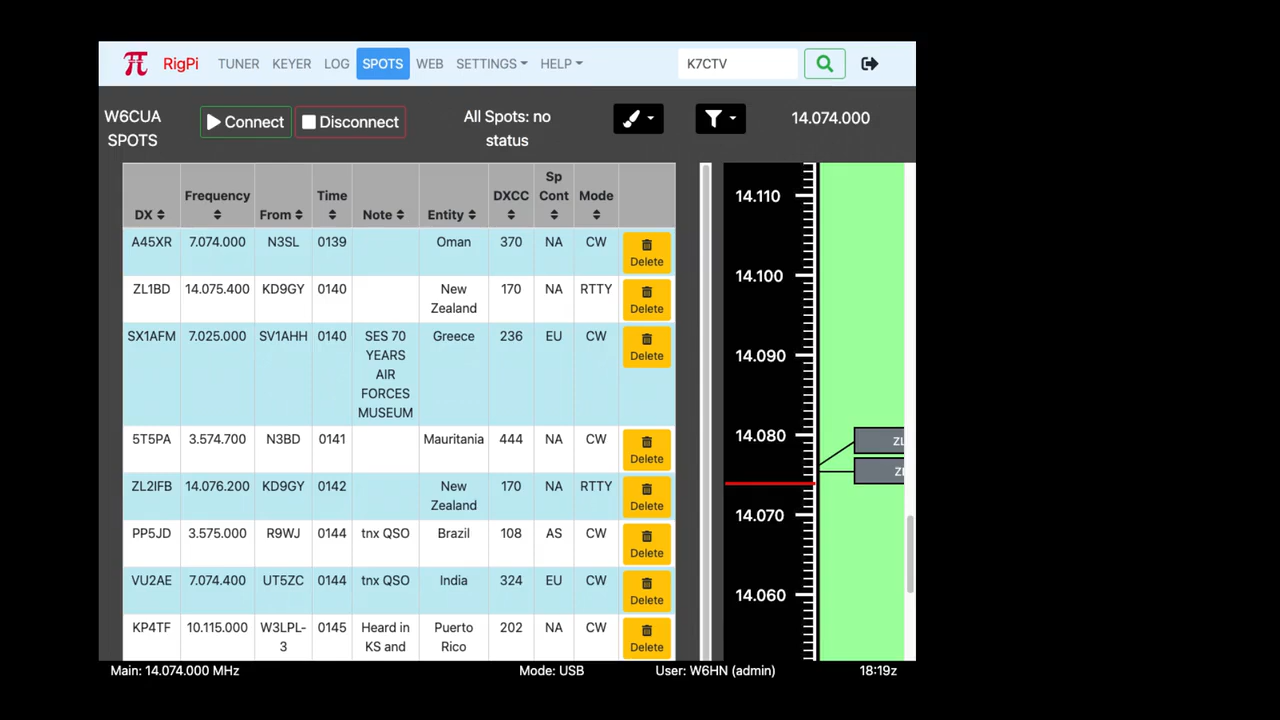 RigPi TUNER KEYER LOG SPOTS WEB SETTINGS HELP K7CTV
W6CUA SPOTS
Connect Disconnect
All Spots: no status
14.074.000
DX Frequency From Time Note Entity DXCC Sp Cont Mode
A45XR 7.074.000 N3SL 0139 Oman 370 NA CW Delete
ZL1BD 14.075.400 KD9GY 0140 New Zealand 170 NA RTTY Delete
SX1AFM 7.025.000 SV1AHH 0140 SES 70 YEARS AIR FORCES MUSEUM Greece 236 EU CW Delete
5T5PA 3.574.700 N3BD 0141 Mauritania 444 NA CW Delete
ZL2IFB 14.076.200 KD9GY 0142 New Zealand 170 NA RTTY Delete
PP5JD 3.575.000 R9WJ 0144 tnx QSO Brazil 108 AS CW Delete
VU2AE 7.074.400 UT5ZC 0144 tnx QSO India 324 EU CW Delete
KP4TF 10.115.000 W3LPL-3 0145 Heard in KS and Puerto Rico 202 NA CW Delete
14.110
14.100
14.090
14.080
14.070
14.060
Main: 14.074.000 MHz Mode: USB User: W6HN (admin) 18:19z